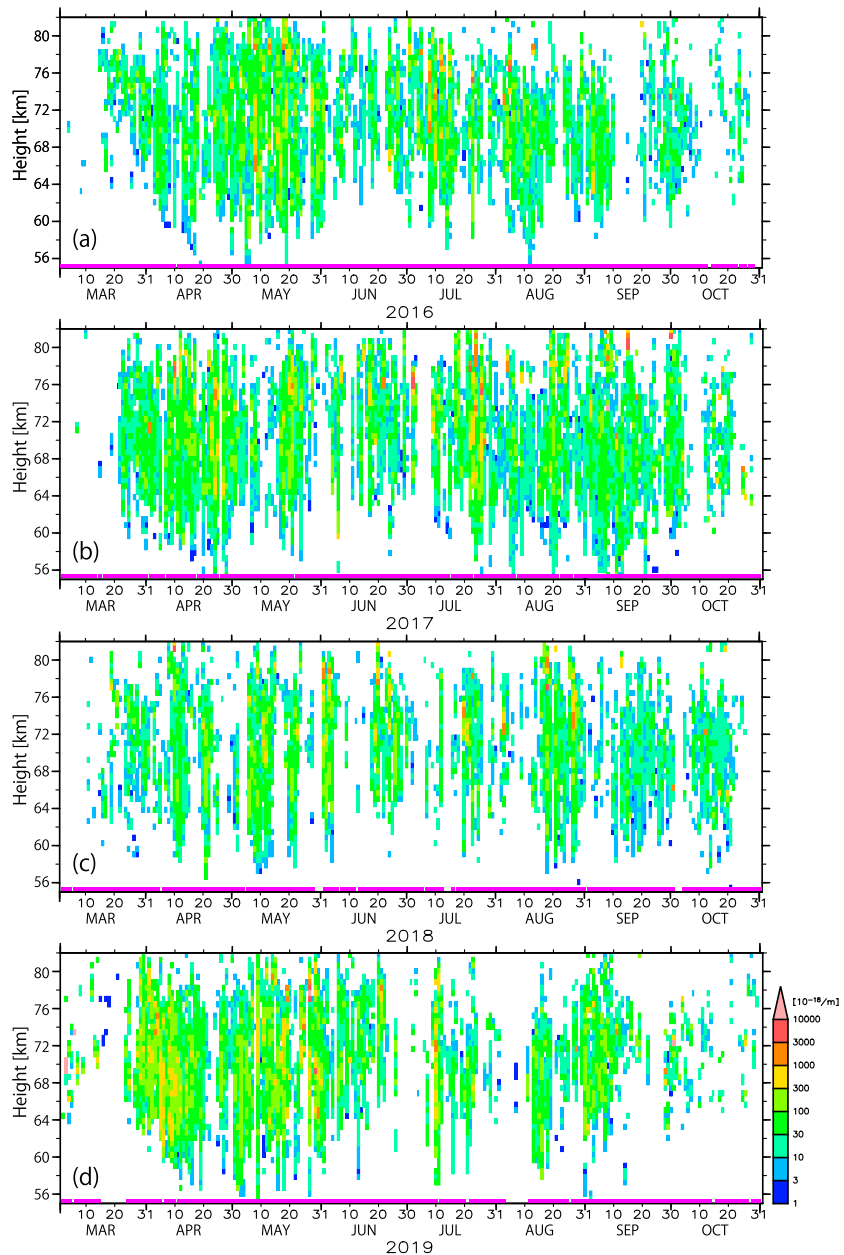 80
76
72
68
64
60
56
Height [km]
(a)
10 20 31 10 20 30 10 20 31 10 20 30 10 20 31 10 20 31 10 20 30 10 20 31
MAR APR MAY JUN JUL AUG SEP OCT
2016
80
76
72
68
64
60
56
Height [km]
(b)
10 20 31 10 20 30 10 20 31 10 20 30 10 20 31 10 20 31 10 20 30 10 20 31
MAR APR MAY JUN JUL AUG SEP OCT
2017
80
76
72
68
64
60
56
Height [km]
(c)
10 20 31 10 20 30 10 20 31 10 20 30 10 20 31 10 20 31 10 20 30 10 20 31
MAR APR MAY JUN JUL AUG SEP OCT
2018
80
76
72
68
64
60
56
Height [km]
(d)
10 20 31 10 20 30 10 20 31 10 20 30 10 20 31 10 20 31 10 20 30 10 20 31
MAR APR MAY JUN JUL AUG SEP OCT
2019
[10⁻¹⁸/m]
10000
3000
1000
300
100
30
10
3
1